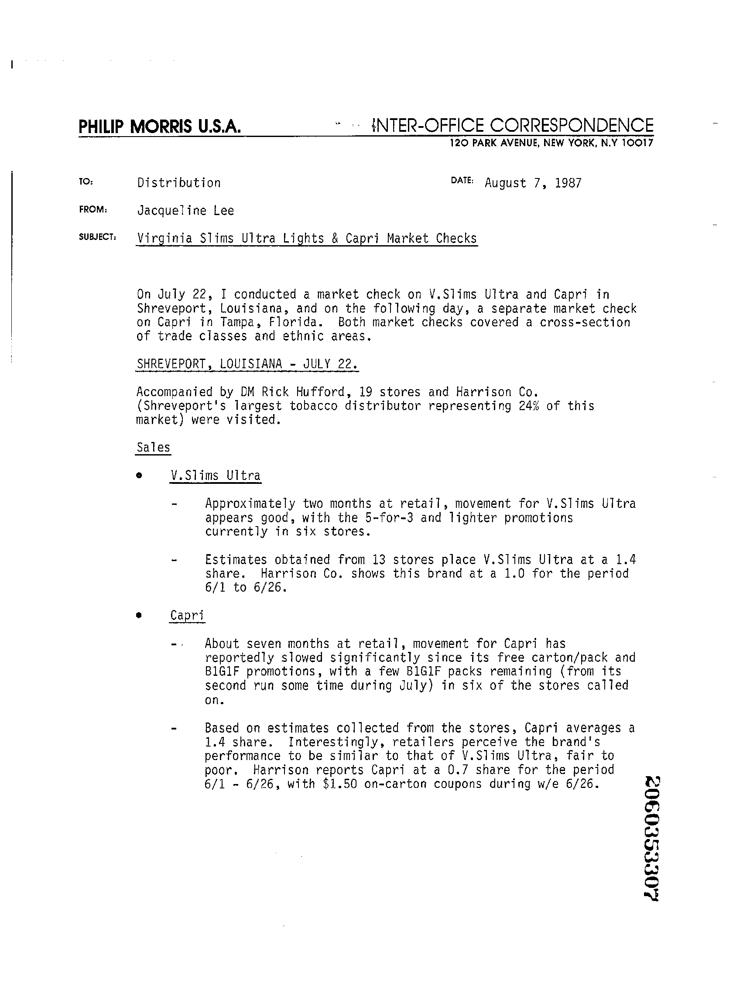 PHILIP MORRIS U.S.A. INTER-OFFICE CORRESPONDENCE
120 PARK AVENUE, NEW YORK, N.Y 10017
TO: Distribution DATE: August 7, 1987
FROM: Jacqueline Lee
SUBJECT: Virginia Slims Ultra Lights & Capri Market Checks
On July 22, I conducted a market check on V.Slims Ultra and Capri in
Shreveport, Louisiana, and on the following day, a separate market check
on Capri in Tampa, Florida. Both market checks covered a cross-section
of trade classes and ethnic areas.
SHREVEPORT, LOUISIANA - JULY 22.
Accompanied by DM Rick Hufford, 19 stores and Harrison Co.
(Shreveport's largest tobacco distributor representing 24% of this
market) were visited.
Sales
• V.Slims Ultra
- Approximately two months at retail, movement for V.Slims Ultra
appears good, with the 5-for-3 and lighter promotions
currently in six stores.
- Estimates obtained from 13 stores place V.Slims Ultra at a 1.4
share. Harrison Co. shows this brand at a 1.0 for the period
6/1 to 6/26.
• Capri
- About seven months at retail, movement for Capri has
reportedly slowed significantly since its free carton/pack and
B1G1F promotions, with a few B1G1F packs remaining (from its
second run some time during July) in six of the stores called
on.
- Based on estimates collected from the stores, Capri averages a
1.4 share. Interestingly, retailers perceive the brand's
performance to be similar to that of V.Slims Ultra, fair to
poor. Harrison reports Capri at a 0.7 share for the period
6/1 - 6/26, with $1.50 on-carton coupons during w/e 6/26.
2060353307